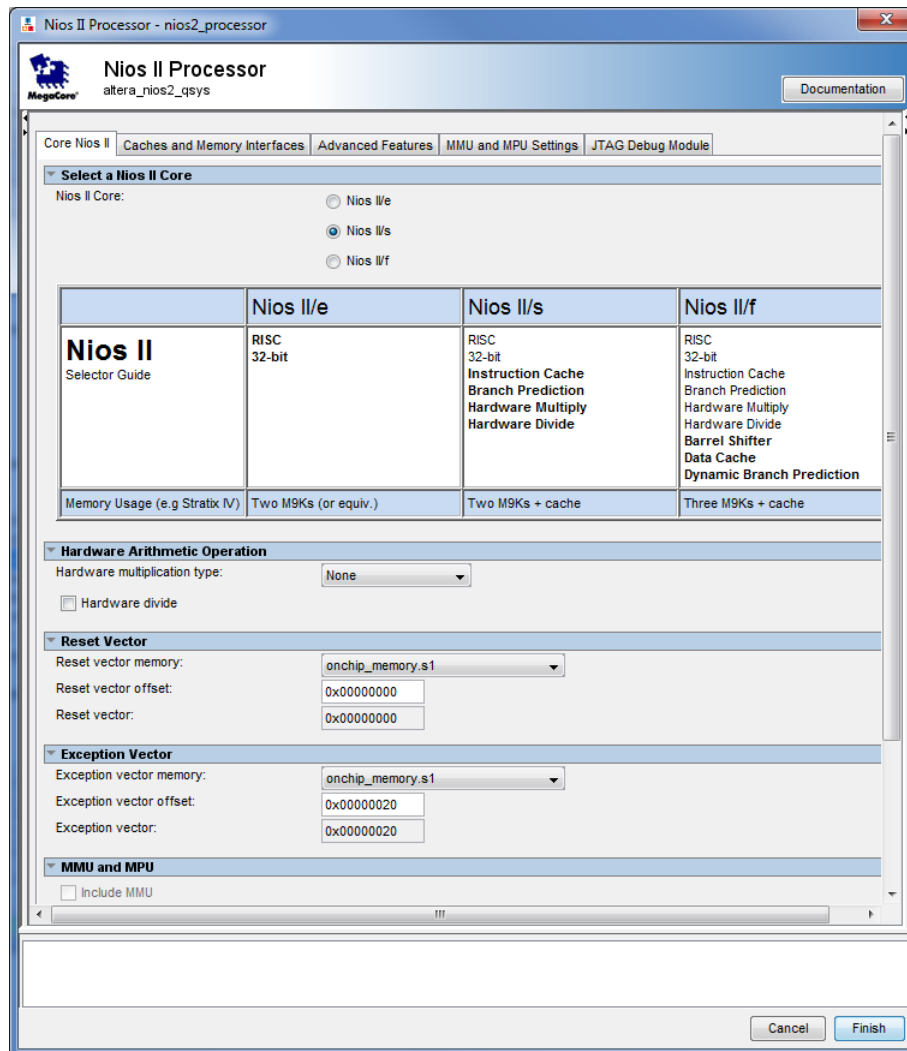 Nios II Processor - nios2_processor
MegaCore'
Nios II Processor
altera_nios2_qsys
Documentation
Core Nios II Caches and Memory Interfaces Advanced Features MMU and MPU Settings JTAG Debug Module
Select a Nios II Core
Nios II Core:
Nios II/e
Nios II/s
Nios II/f
Nios II/e Nios II/s Nios II/f
Nios II
Selector Guide
RISC
32-bit
RISC
32-bit
Instruction Cache
Branch Prediction
Hardware Multiply
Hardware Divide
RISC
32-bit
Instruction Cache
Branch Prediction
Hardware Multiply
Hardware Divide
Barrel Shifter
Data Cache
Dynamic Branch Prediction
Memory Usage (e.g Stratix IV) Two M9Ks (or equiv.) Two M9Ks + cache Three M9Ks + cache
Hardware Arithmetic Operation
Hardware multiplication type: None
Hardware divide
Reset Vector
Reset vector memory: onchip_memory.s1
Reset vector offset: 0x00000000
Reset vector: 0x00000000
Exception Vector
Exception vector memory: onchip_memory.s1
Exception vector offset: 0x00000020
Exception vector: 0x00000020
MMU and MPU
Include MMU
Cancel Finish